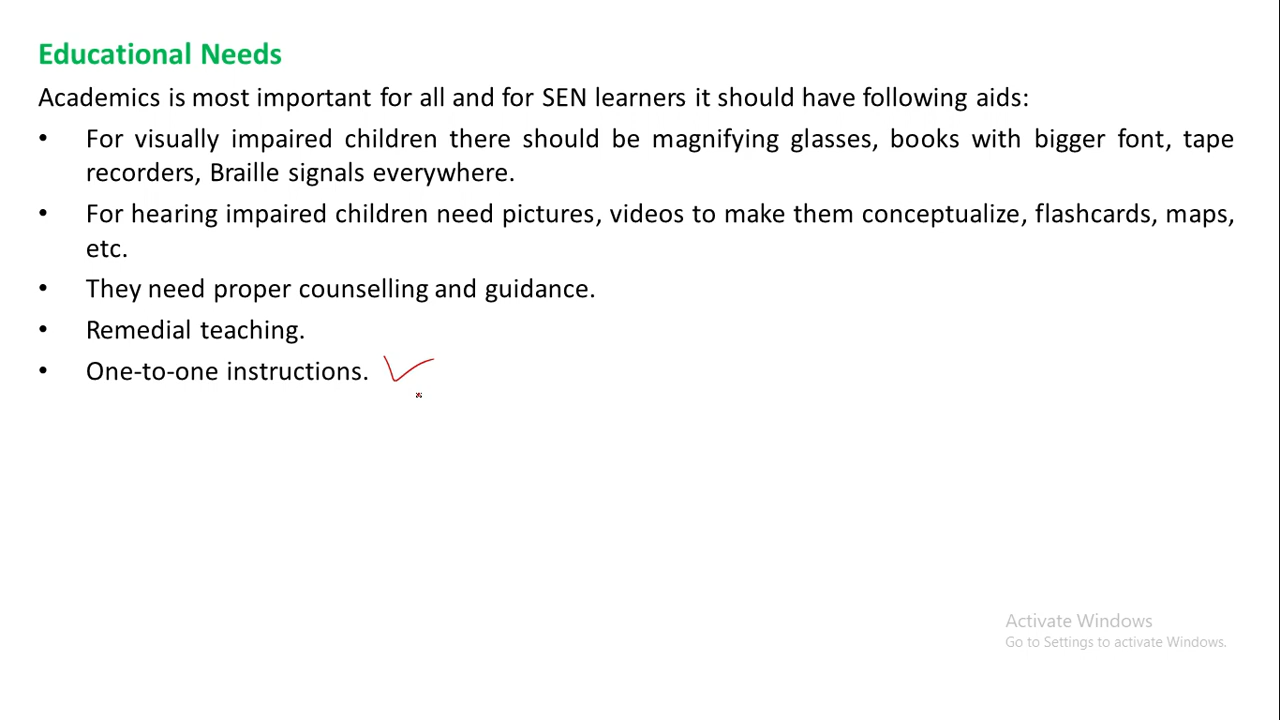 Educational Needs
Academics is most important for all and for SEN learners it should have following aids:
• For visually impaired children there should be magnifying glasses, books with bigger font, tape
recorders, Braille signals everywhere.
• For hearing impaired children need pictures, videos to make them conceptualize, flashcards, maps,
etc.
• They need proper counselling and guidance.
• Remedial teaching.
• One-to-one instructions.
Activate Windows
Go to Settings to activate Windows.